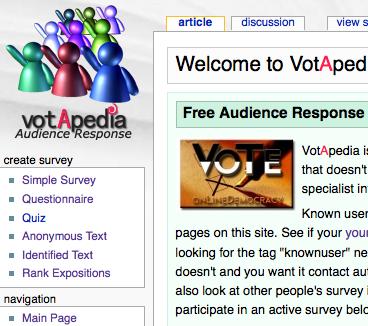 article
discussion
view s
votApedia
Audience Response
Welcome to VotAped
create survey
Simple Survey
Questionnaire
Quiz
Anonymous Text
Identified Text
Rank Expositions
navigation
Main Page
Free Audience Response
VOTE
ONLINEDEMOCRACY
VotApedia is
that doesn't
specialist in
Known user
pages on this site. See if your your
looking for the tag "knownuser" ne
doesn't and you want it contact aut
also look at other people's survey i
participate in an active survey belo